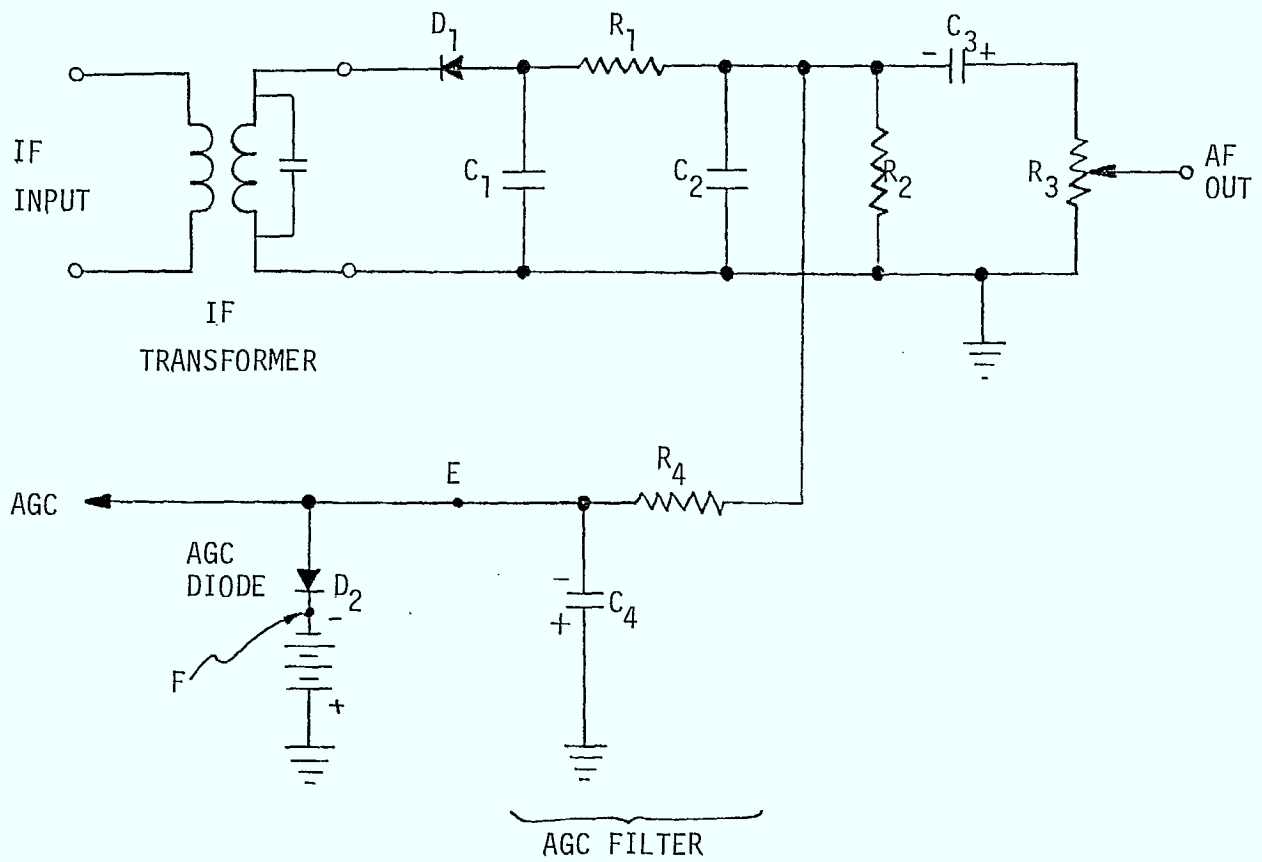 D1
R1
C3
- +
IF
INPUT
C1
C2
R2
R3
AF
OUT
IF
TRANSFORMER
AGC
E
R4
AGC
DIODE
D2
-
F
+
-
+
C4
AGC FILTER